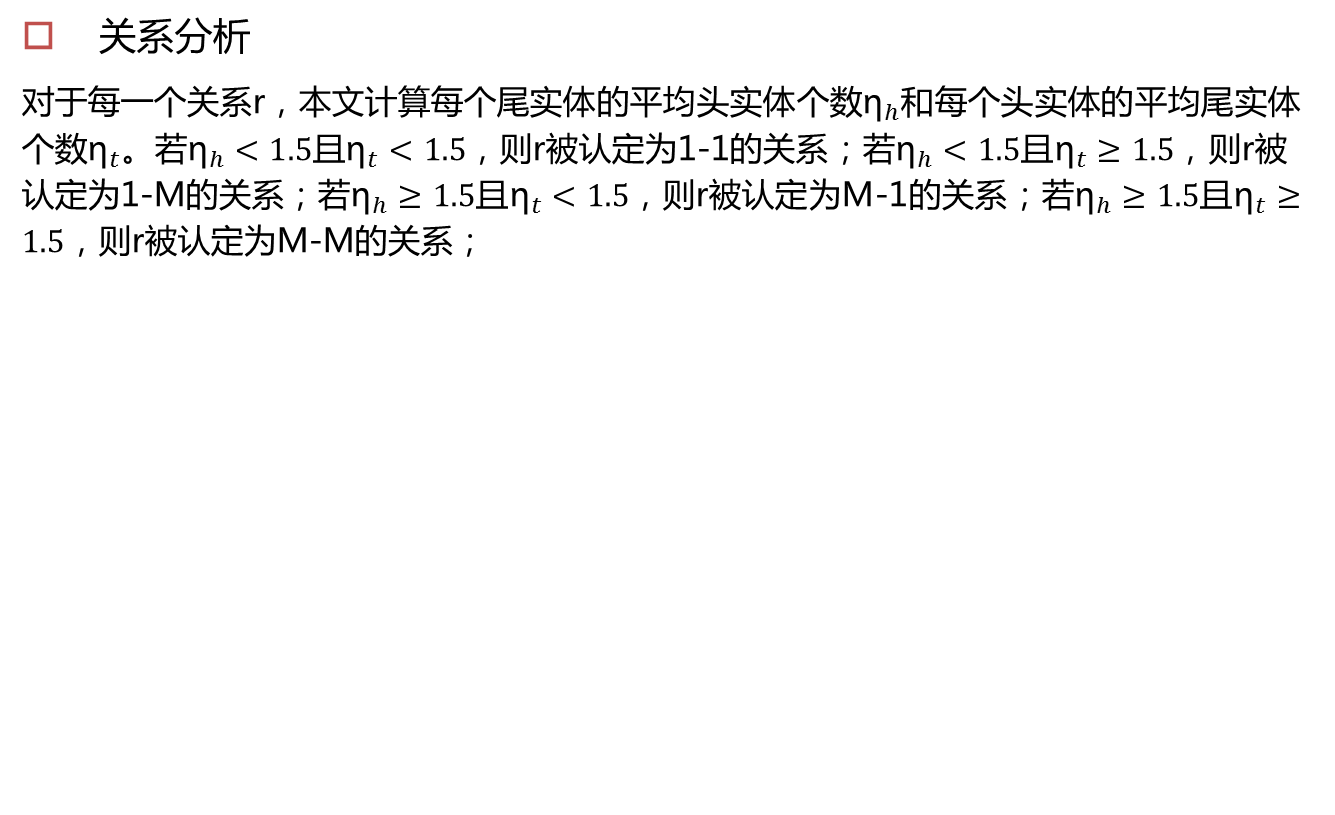 关系分析
对于每一个关系r，本文计算每个尾实体的平均头实体个数η_h和每个头实体的平均尾实体
个数η_t。若η_h < 1.5且η_t < 1.5，则r被认定为1-1的关系；若η_h < 1.5且η_t ≥ 1.5，则r被
认定为1-M的关系；若η_h ≥ 1.5且η_t < 1.5，则r被认定为M-1的关系；若η_h ≥ 1.5且η_t ≥
1.5，则r被认定为M-M的关系；